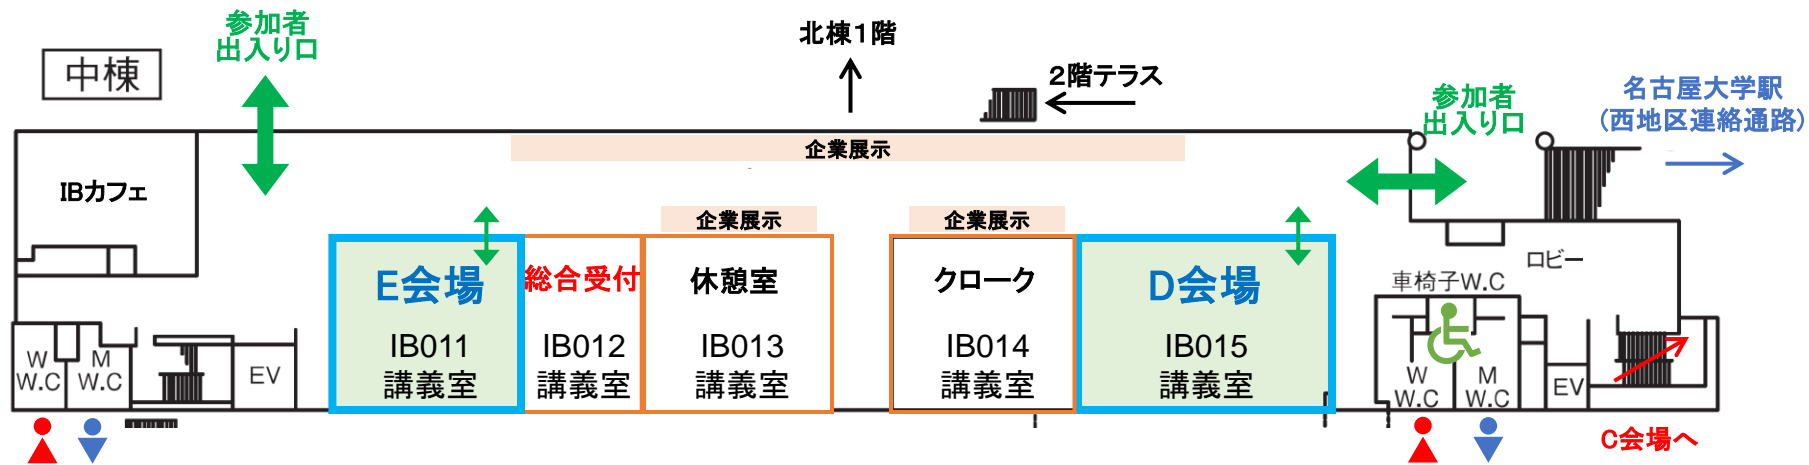 参加者
出入り口
北棟1階
中棟
2階テラス
参加者
出入り口
名古屋大学駅
(西地区連絡通路)
企業展示
IBカフェ
企業展示
企業展示
E会場
IB011
講義室
総合受付
IB012
講義室
休憩室
IB013
講義室
クローク
IB014
講義室
D会場
IB015
講義室
ロビー
車椅子W.C
W
W.C
M
W.C
EV
W
W.C
M
W.C
EV
C会場へ